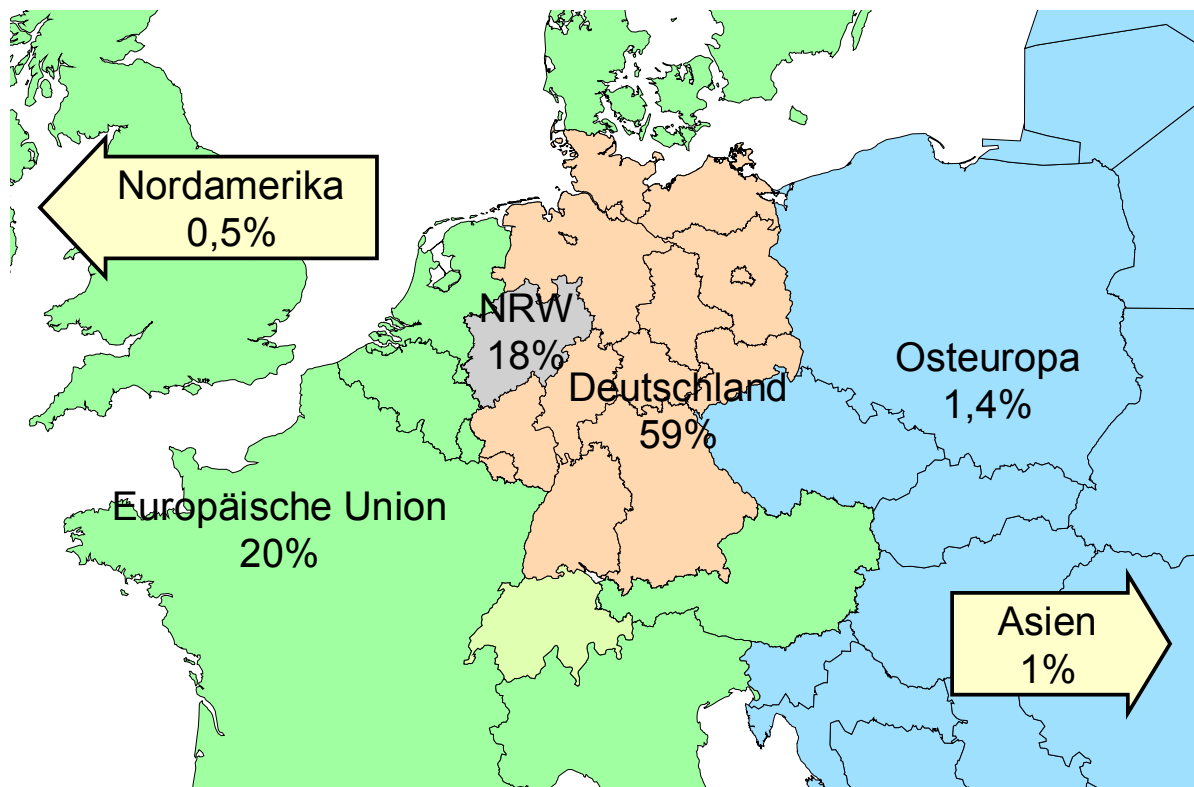 Nordamerika
0,5%
NRW
18%
Deutschland
59%
Osteuropa
1,4%
Europäische Union
20%
Asien
1%